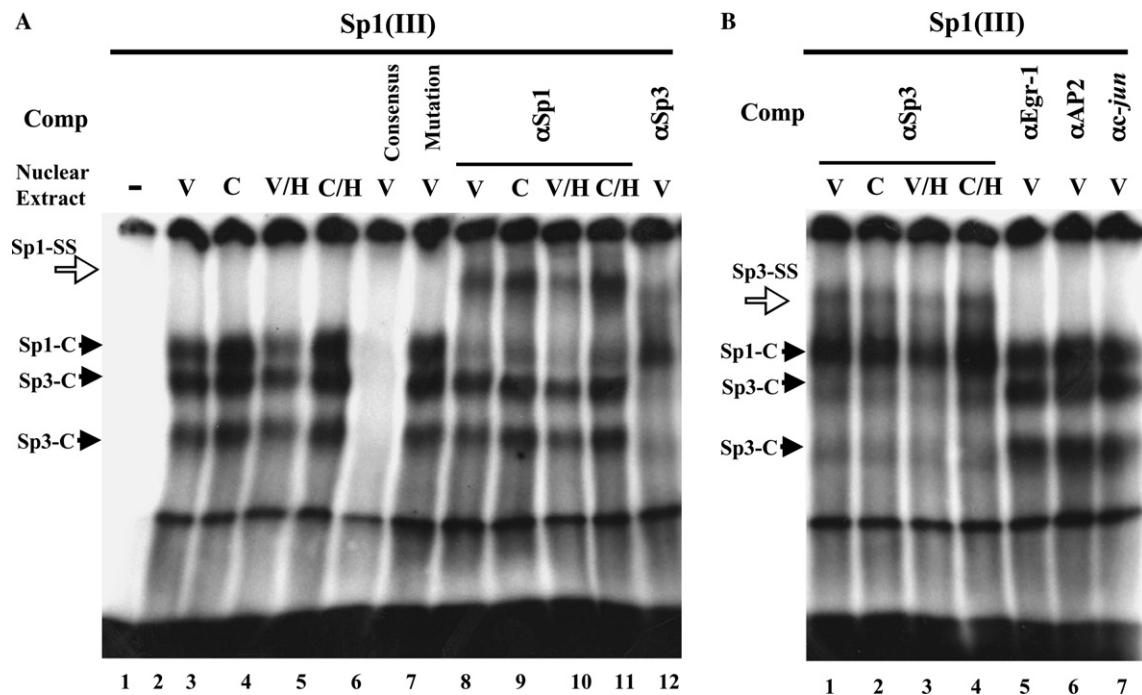 A
Sp1(III)
Comp
Consensus
Mutation
αSp1
αSp3
Nuclear
Extract
- V C V/H C/H V V V C V/H C/H V
Sp1-SS
Sp1-C
Sp3-C
Sp3-C
1 2 3 4 5 6 7 8 9 10 11 12
B
Sp1(III)
Comp
αSp3
αEgr-1
αAP2
αc-jun
V C V/H C/H V V V
Sp3-SS
Sp1-C
Sp3-C
Sp3-C
1 2 3 4 5 6 7